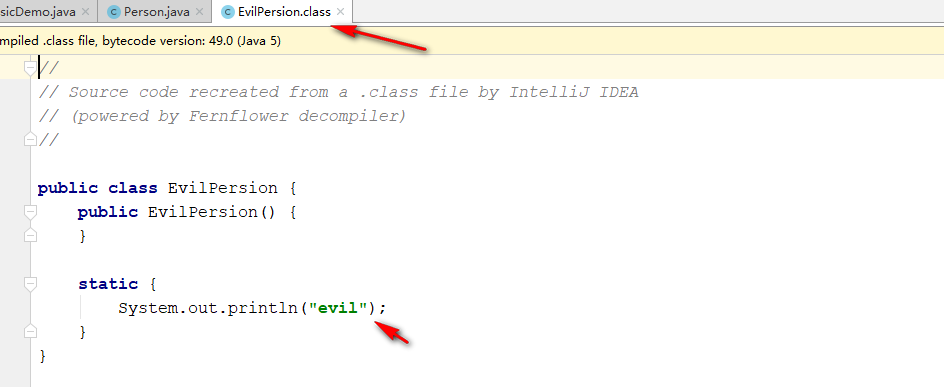 sicDemo.java × Person.java × EvilPersion.class ×
mpiled .class file, bytecode version: 49.0 (Java 5)
//
// Source code recreated from a .class file by IntelliJ IDEA
// (powered by Fernflower decompiler)
//
public class EvilPersion {
public EvilPersion() {
}
static {
System.out.println("evil");
}
}